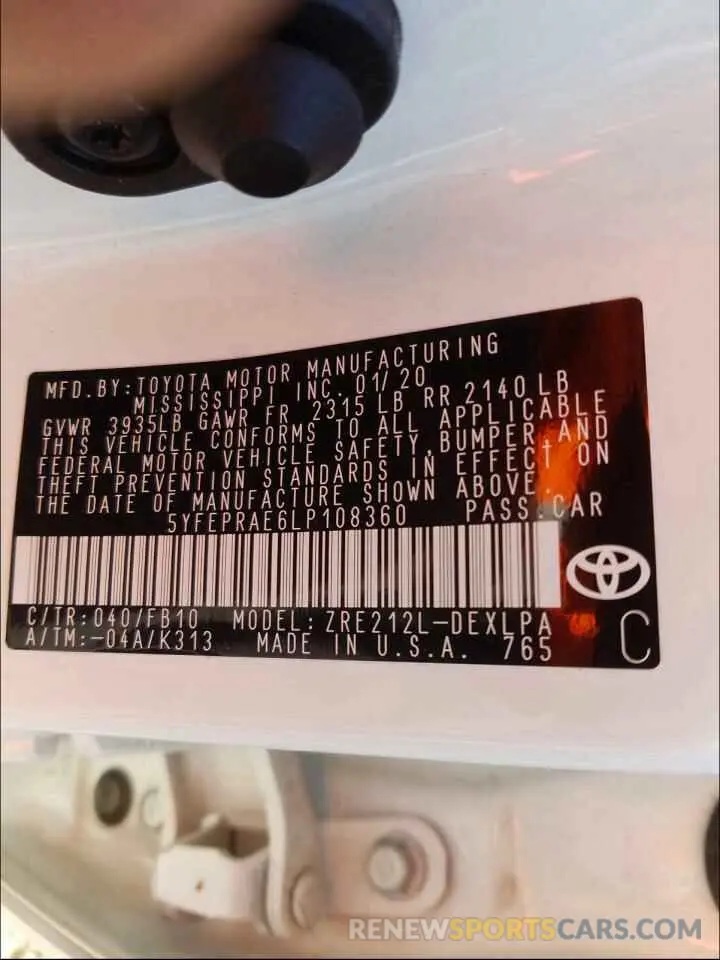 MFD.BY:TOYOTA MOTOR MANUFACTURING
MISSISSIPPI INC. 01/20
GVWR 3935LB GAWR FR 2315 LB RR 2140 LB
THIS VEHICLE CONFORMS TO ALL APPLICABLE
FEDERAL MOTOR VEHICLE SAFETY,BUMPER,AND
THEFT PREVENTION STANDARDS IN EFFECT ON
THE DATE OF MANUFACTURE SHOWN ABOVE.
5YFEPRAE6LP108360 PASS.CAR
C/TR:040/FB10 MODEL:ZRE212L-DEXLPA
A/TM:-04A/K313 MADE IN U.S.A. 765 C
RENEWSPORTSCARS.COM